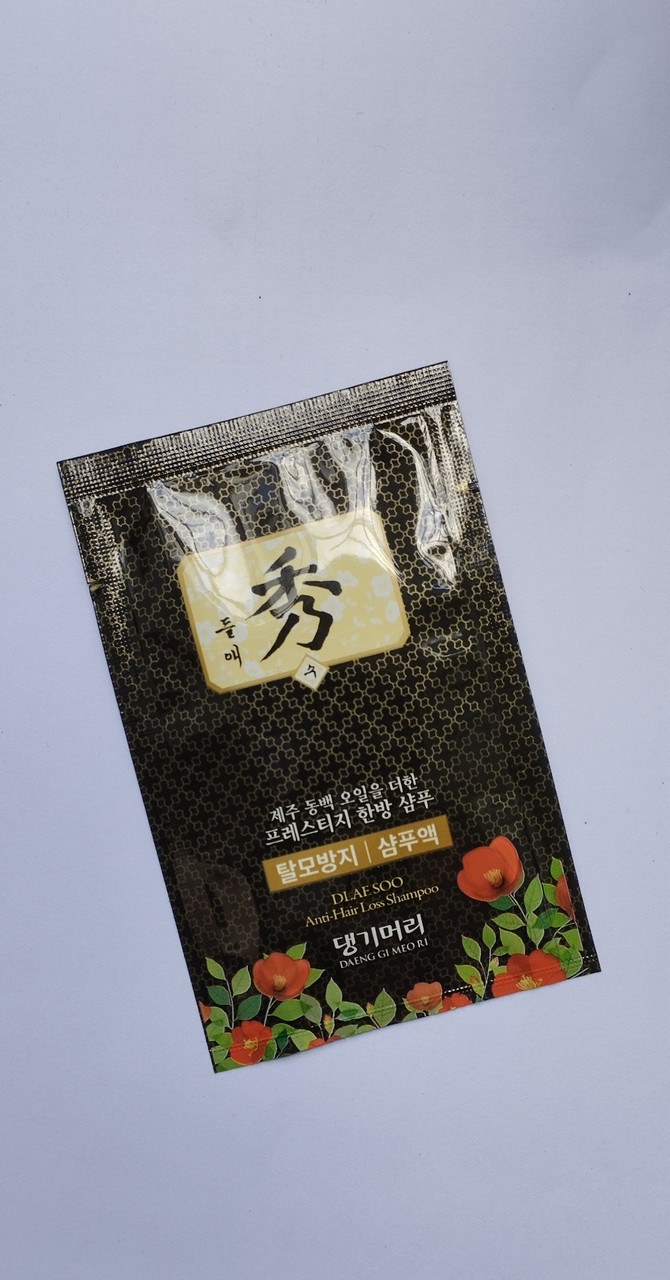 들애
秀
수
제주 동백 오일을 더한
프레스티지 한방 샴푸
탈모방지 | 샴푸액
DLAE SOO
Anti-Hair Loss Shampoo
댕기머리
DAENG GI MEO RI